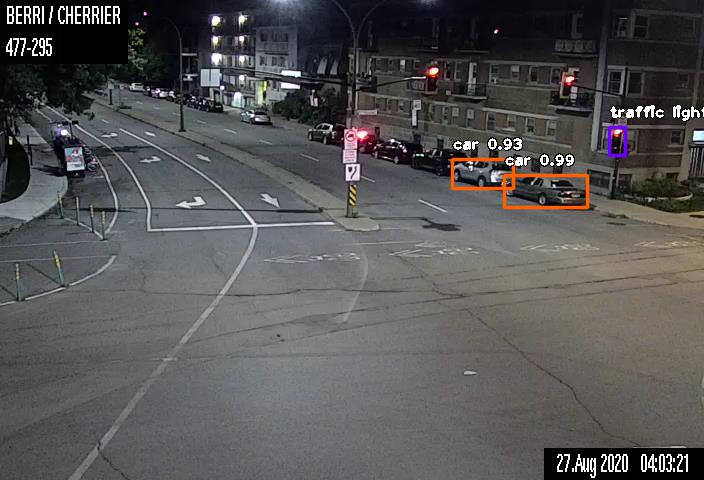 BERRI / CHERRIER
477-295
traffic light
car 0.93
car 0.99
27.Aug 2020 04:03:21